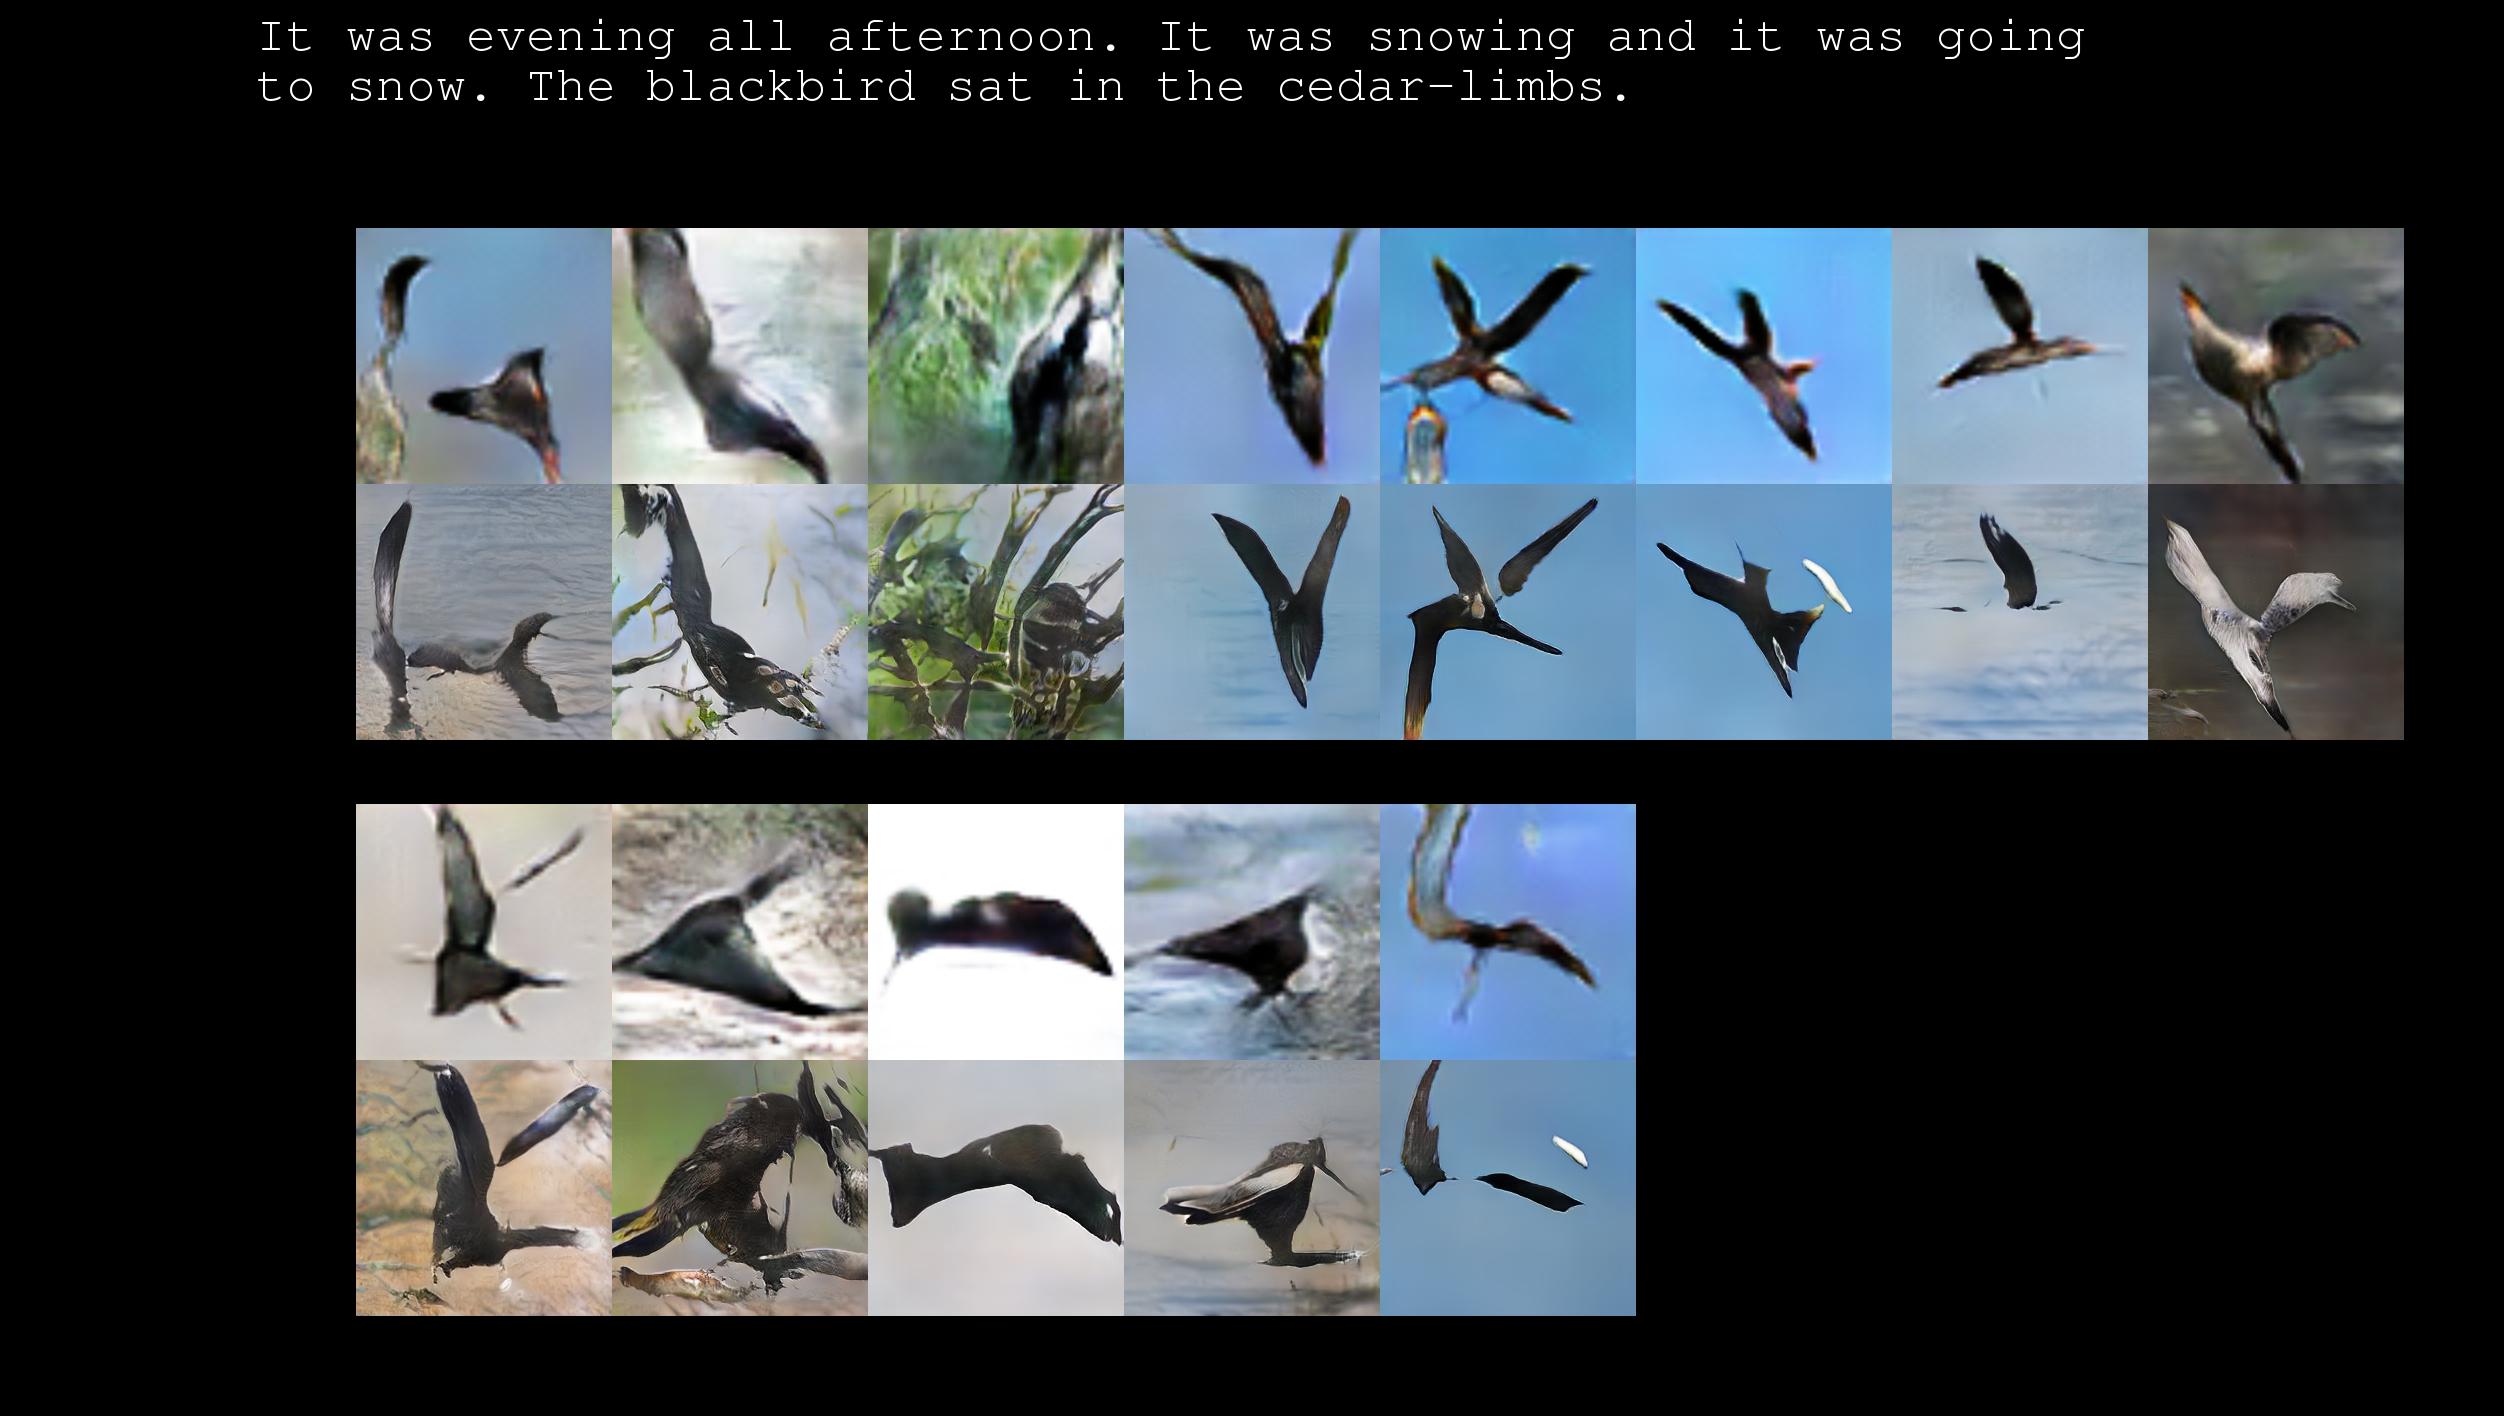 It was evening all afternoon. It was snowing and it was going
to snow. The blackbird sat in the cedar-limbs.